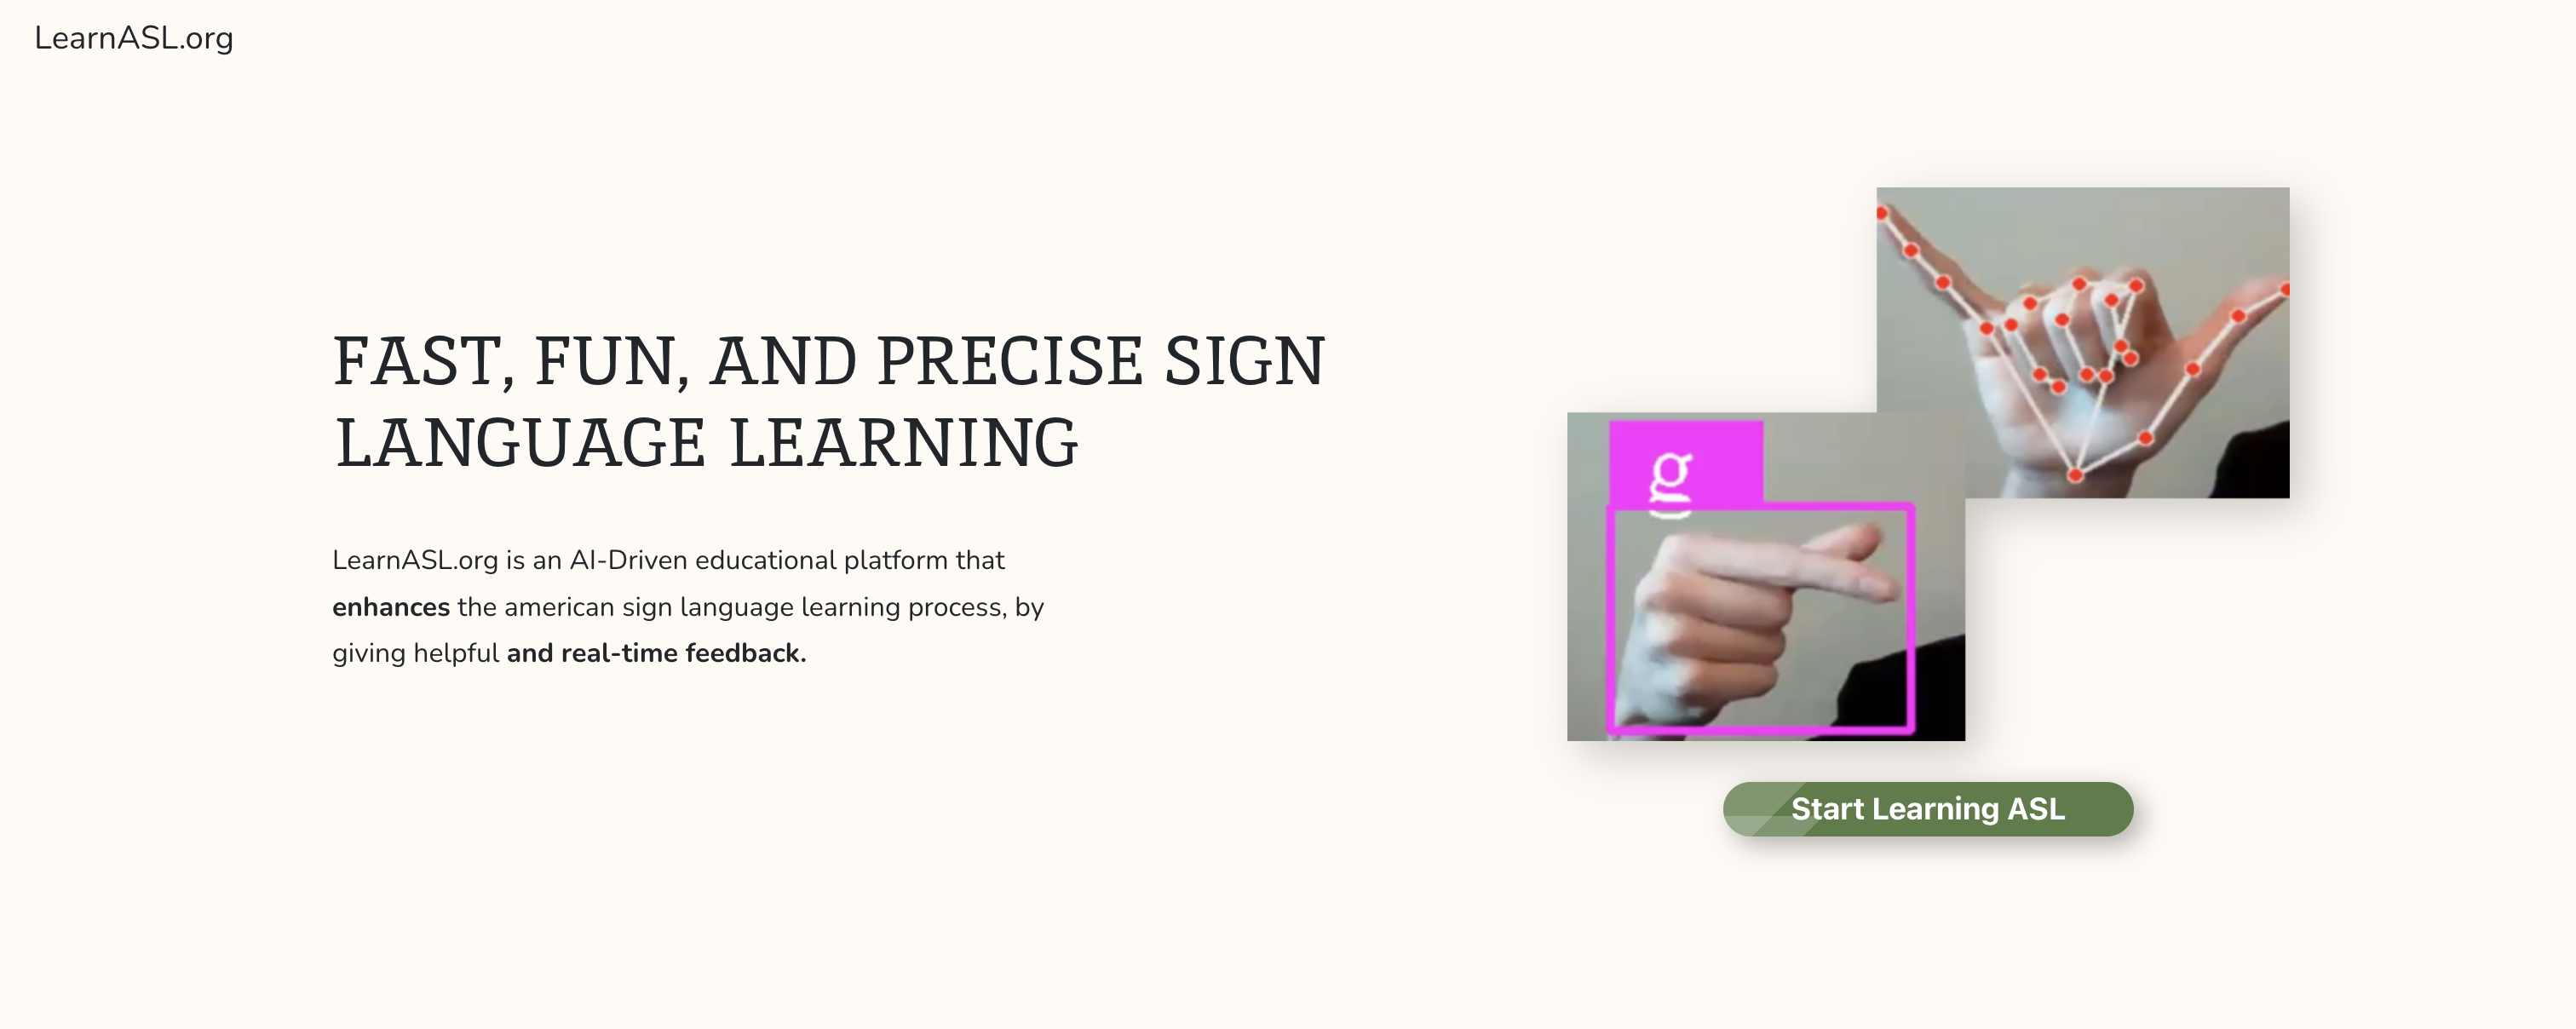 LearnASL.org
FAST, FUN, AND PRECISE SIGN
LANGUAGE LEARNING
LearnASL.org is an AI-Driven educational platform that
enhances the american sign language learning process, by
giving helpful and real-time feedback.
g
Start Learning ASL